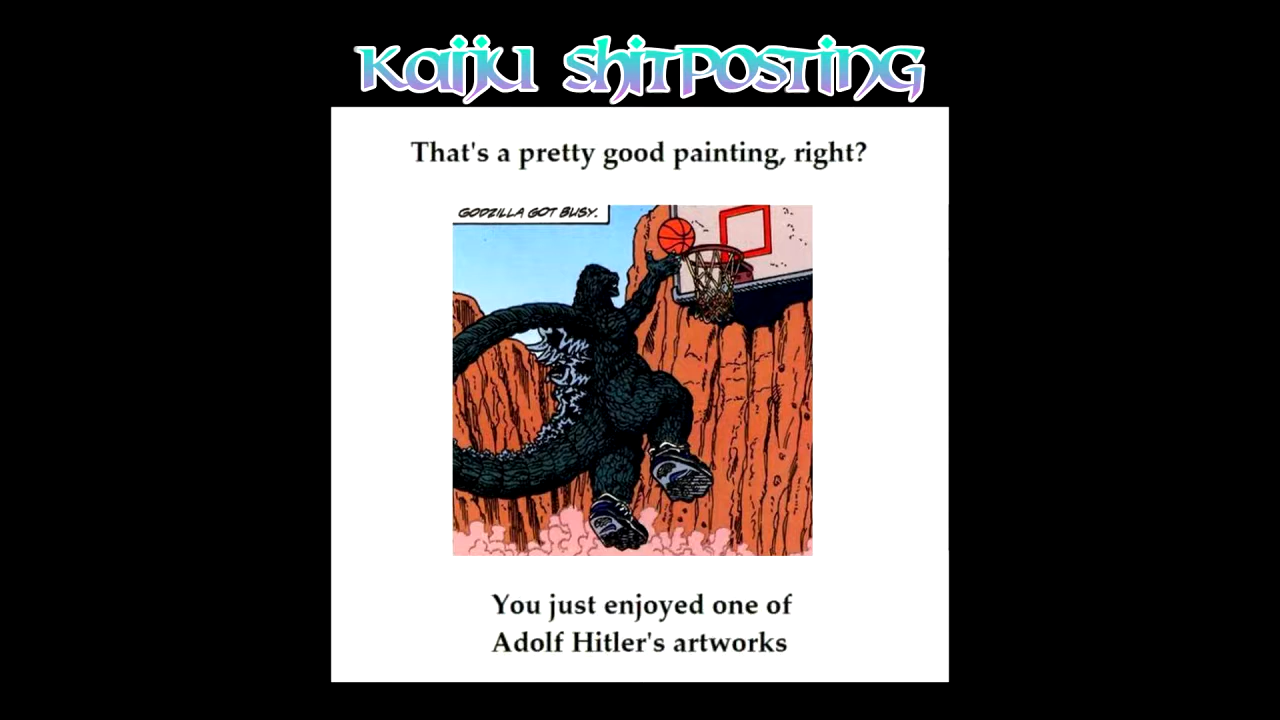 Kaiju Shitposting
That's a pretty good painting, right?
GODZILLA GOT BUSY.
You just enjoyed one of
Adolf Hitler's artworks